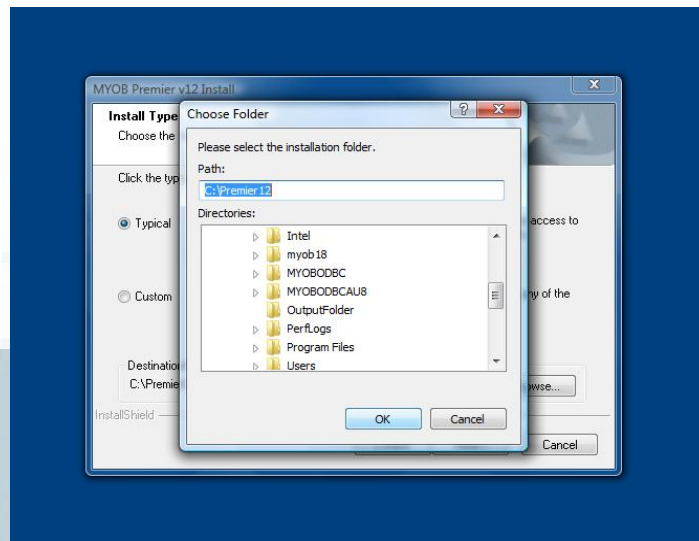 MYOB Premier v12 Install
Install Type
Choose the
Choose Folder
Please select the installation folder.
Path:
C:\Premier12
Directories:
Intel
myob18
MYOBODBC
MYOBODBCAU8
OutputFolder
PerfLogs
Program Files
Users
OK
Cancel
Click the typ
Typical
access to
Custom
ny of the
Destination
C:\Premie
wse...
InstallShield
Cancel